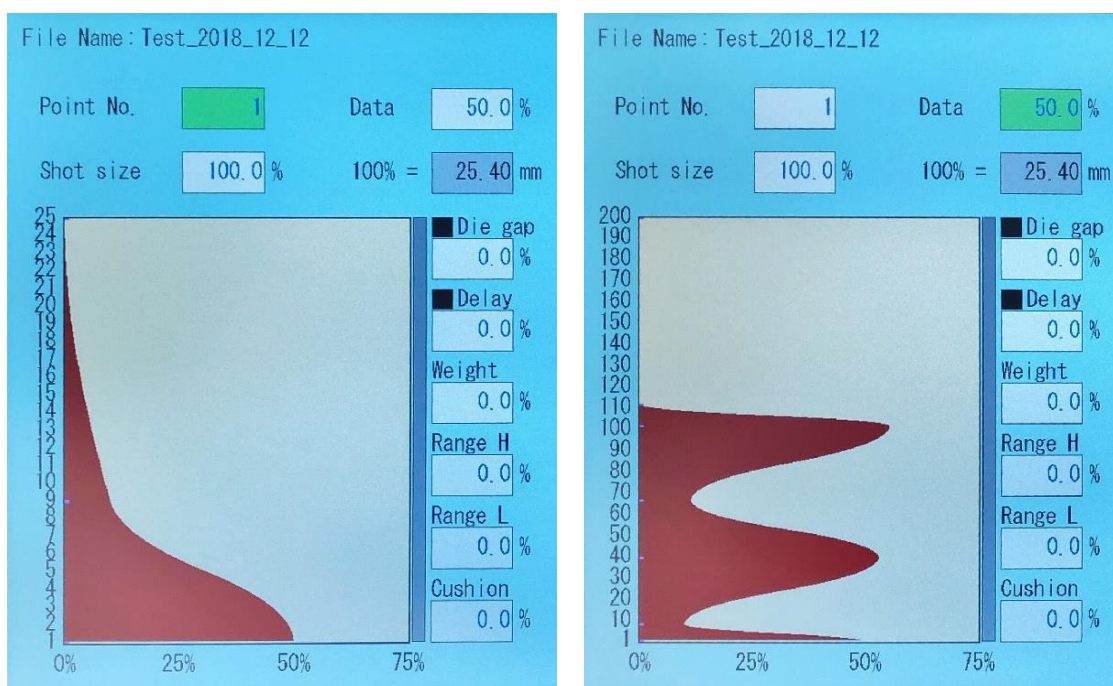 File Name:Test_2018_12_12
Point No. 1 Data 50.0 %
Shot size 100.0 % 100% = 25.40 mm
25
24
23
22
21
20
19
18
17
16
15
14
13
12
11
10
9
8
7
6
5
4
3
2
1
0% 25% 50% 75%
Die gap
0.0 %
Delay
0.0 %
Weight
0.0 %
Range H
0.0 %
Range L
0.0 %
Cushion
0.0 %
File Name:Test_2018_12_12
Point No. 1 Data 50.0 %
Shot size 100.0 % 100% = 25.40 mm
200
190
180
170
160
150
140
130
120
110
100
90
80
70
60
50
40
30
20
10
1
0% 25% 50% 75%
Die gap
0.0 %
Delay
0.0 %
Weight
0.0 %
Range H
0.0 %
Range L
0.0 %
Cushion
0.0 %